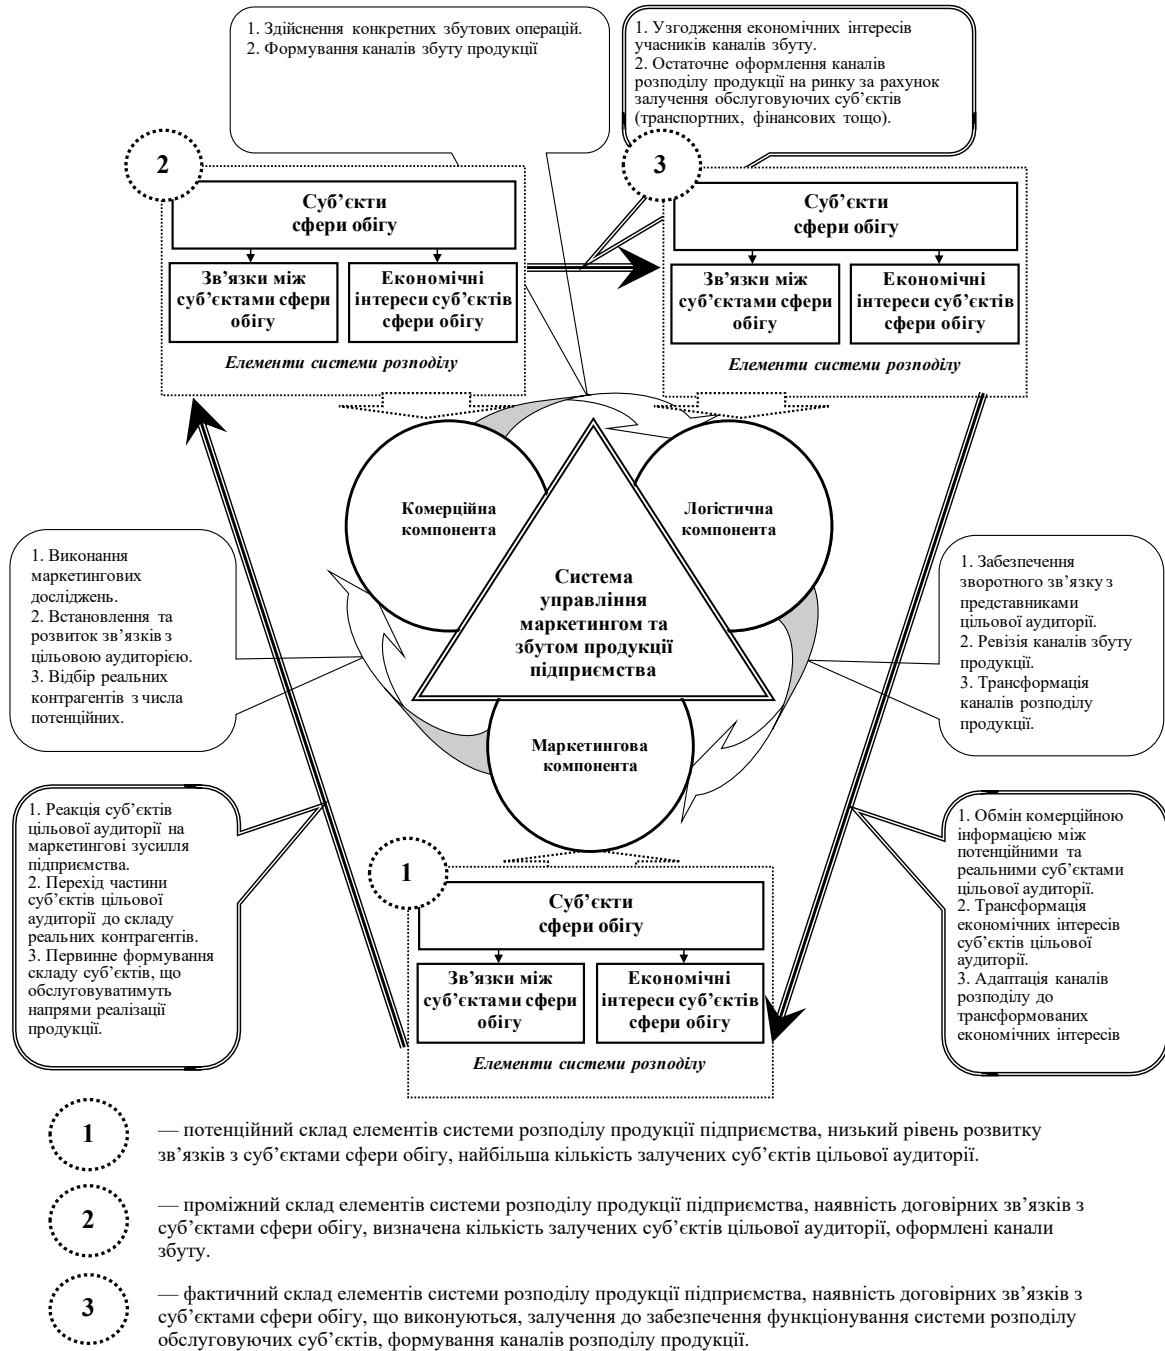 1. Здійснення конкретних збутових операцій.
2. Формування каналів збуту продукції
1. Узгодження економічних інтересів
учасників каналів збуту.
2. Остаточне оформлення каналів
розподілу продукції на ринку за рахунок
залучення обслуговуючих суб’єктів
(транспортних, фінансових тощо).
2
Суб’єкти
сфери обігу
Зв’язки між
суб’єктами сфери
обігу
Економічні
інтереси суб’єктів
сфери обігу
Елементи системи розподілу
3
Суб’єкти
сфери обігу
Зв’язки між
суб’єктами сфери
обігу
Економічні
інтереси суб’єктів
сфери обігу
Елементи системи розподілу
Комерційна
компонента
Логістична
компонента
Система
управління
маркетингом та
збутом продукції
підприємства
Маркетингова
компонента
1. Виконання
маркетингових
досліджень.
2. Встановлення та
розвиток зв’язків з
цільовою аудиторією.
3. Відбір реальних
контрагентів з числа
потенційних.
1. Забезпечення
зворотного зв’язку з
представниками
цільової аудиторії.
2. Ревізія каналів збуту
продукції.
3. Трансформація
каналів розподілу
продукції.
1. Реакція суб’єктів
цільової аудиторії на
маркетингові зусилля
підприємства.
2. Перехід частини
суб’єктів цільової
аудиторії до складу
реальних контрагентів.
3. Первинне формування
складу суб’єктів, що
обслуговуватимуть
напрями реалізації
продукції.
1. Обмін комерційною
інформацією між
потенційними та
реальними суб’єктами
цільової аудиторії.
2. Трансформація
економічних інтересів
суб’єктів цільової
аудиторії.
3. Адаптація каналів
розподілу до
трансформованих
економічних інтересів
1
Суб’єкти
сфери обігу
Зв’язки між
суб’єктами сфери
обігу
Економічні
інтереси суб’єктів
сфери обігу
Елементи системи розподілу
1
— потенційний склад елементів системи розподілу продукції підприємства, низький рівень розвитку
зв’язків з суб’єктами сфери обігу, найбільша кількість залучених суб’єктів цільової аудиторії.
2
— проміжний склад елементів системи розподілу продукції підприємства, наявність договірних зв’язків з
суб’єктами сфери обігу, визначена кількість залучених суб’єктів цільової аудиторії, оформлені канали
збуту.
3
— фактичний склад елементів системи розподілу продукції підприємства, наявність договірних зв’язків з
суб’єктами сфери обігу, що виконуються, залучення до забезпечення функціонування системи розподілу
обслуговуючих суб’єктів, формування каналів розподілу продукції.